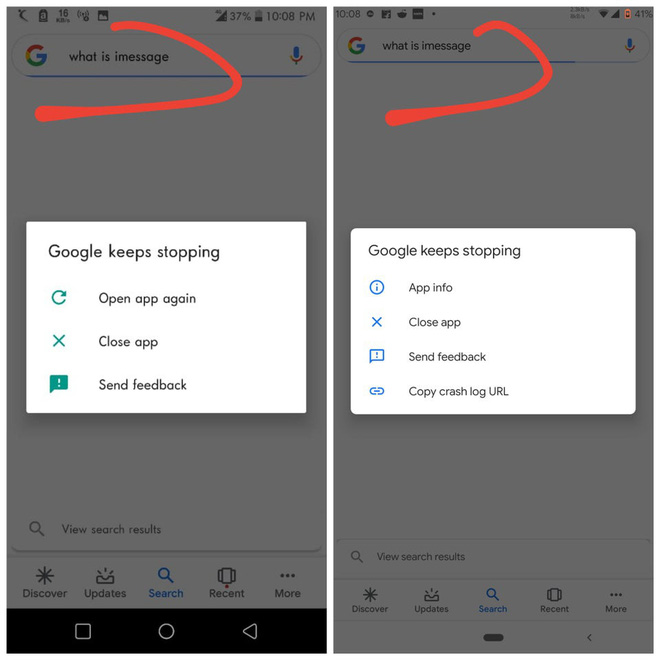 16
KB/s
4G 37% 10:08 PM
what is imessage
Google keeps stopping
Open app again
Close app
Send feedback
View search results
Discover
Updates
Search
Recent
More
10:08
41%
what is imessage
Google keeps stopping
App info
Close app
Send feedback
Copy crash log URL
View search results
Discover
Updates
Search
Recent
More